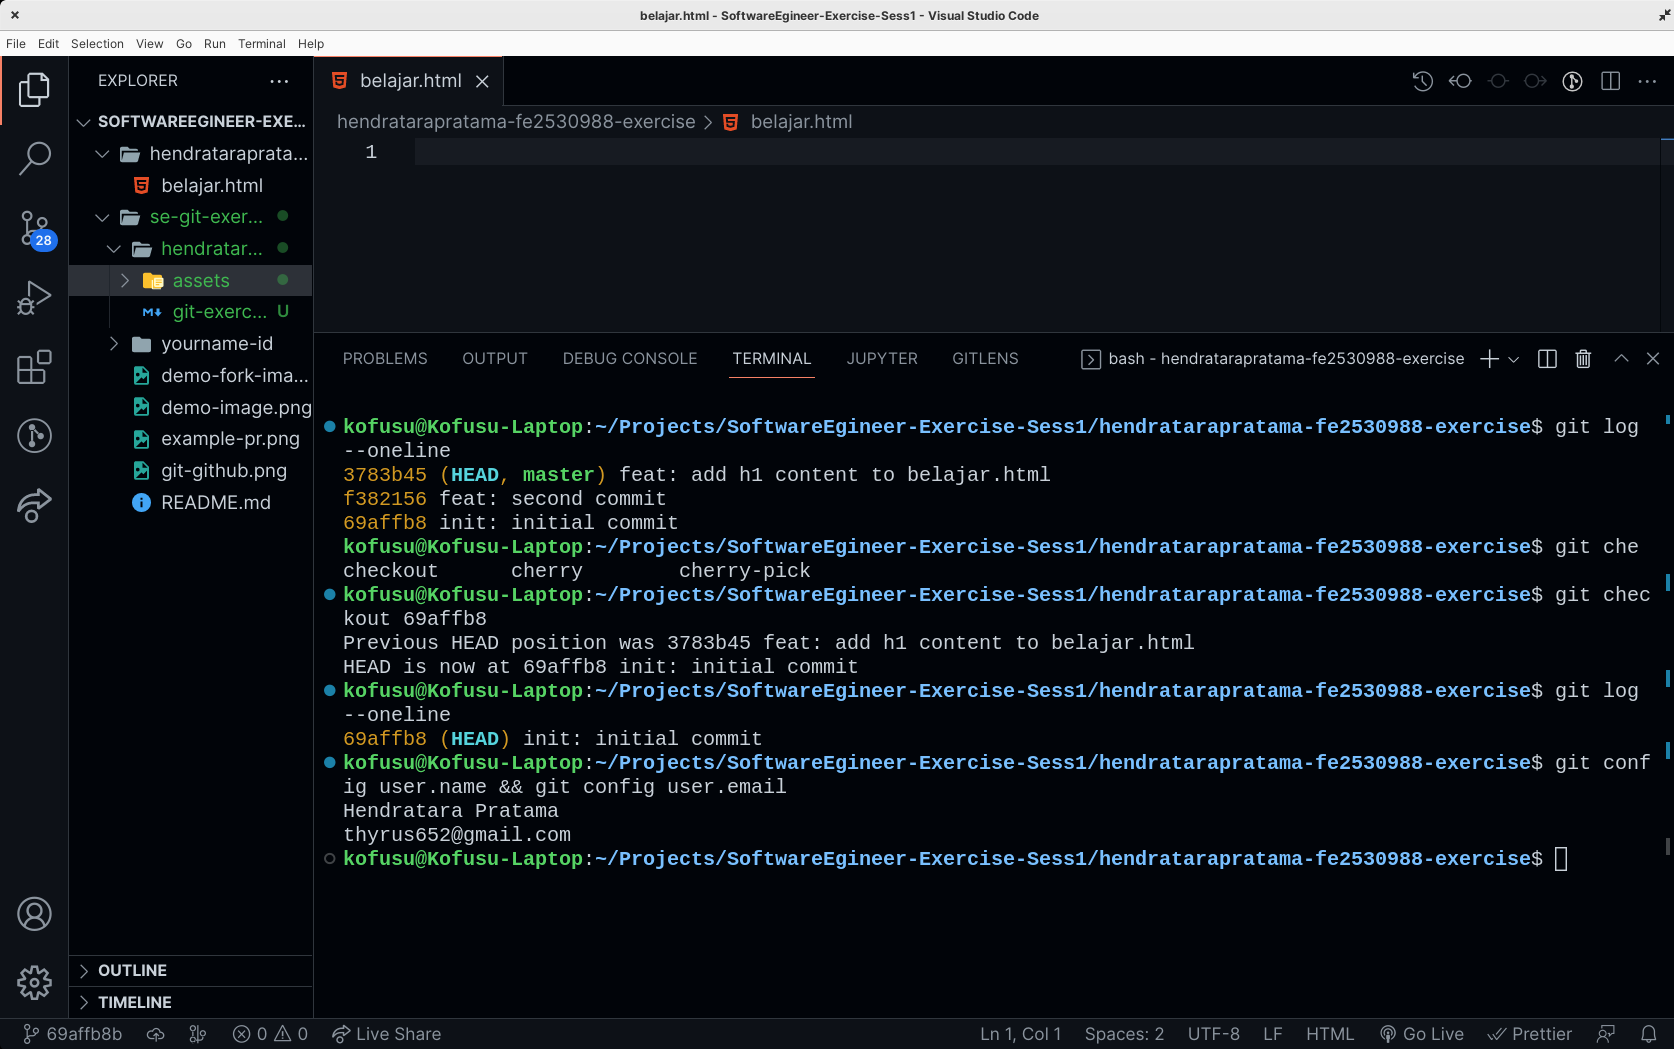 belajar.html - SoftwareEgineer-Exercise-Sess1 - Visual Studio Code
File Edit Selection View Go Run Terminal Help
EXPLORER
SOFTWAREEGINEER-EXE...
hendrataraprata...
belajar.html
se-git-exer...
hendratar...
assets
git-exerc... U
yourname-id
demo-fork-ima...
demo-image.png
example-pr.png
git-github.png
README.md
OUTLINE
TIMELINE
28
belajar.html
hendratarapratama-fe2530988-exercise > belajar.html
1
PROBLEMS OUTPUT DEBUG CONSOLE TERMINAL JUPYTER GITLENS bash - hendratarapratama-fe2530988-exercise
kofusu@Kofusu-Laptop:~/Projects/SoftwareEgineer-Exercise-Sess1/hendratarapratama-fe2530988-exercise$ git log
--oneline
3783b45 (HEAD, master) feat: add h1 content to belajar.html
f382156 feat: second commit
69affb8 init: initial commit
kofusu@Kofusu-Laptop:~/Projects/SoftwareEgineer-Exercise-Sess1/hendratarapratama-fe2530988-exercise$ git che
checkout cherry cherry-pick
kofusu@Kofusu-Laptop:~/Projects/SoftwareEgineer-Exercise-Sess1/hendratarapratama-fe2530988-exercise$ git chec
kout 69affb8
Previous HEAD position was 3783b45 feat: add h1 content to belajar.html
HEAD is now at 69affb8 init: initial commit
kofusu@Kofusu-Laptop:~/Projects/SoftwareEgineer-Exercise-Sess1/hendratarapratama-fe2530988-exercise$ git log
--oneline
69affb8 (HEAD) init: initial commit
kofusu@Kofusu-Laptop:~/Projects/SoftwareEgineer-Exercise-Sess1/hendratarapratama-fe2530988-exercise$ git conf
ig user.name && git config user.email
Hendratara Pratama
thyrus652@gmail.com
kofusu@Kofusu-Laptop:~/Projects/SoftwareEgineer-Exercise-Sess1/hendratarapratama-fe2530988-exercise$
69affb8b 0 0 Live Share Ln 1, Col 1 Spaces: 2 UTF-8 LF HTML Go Live Prettier